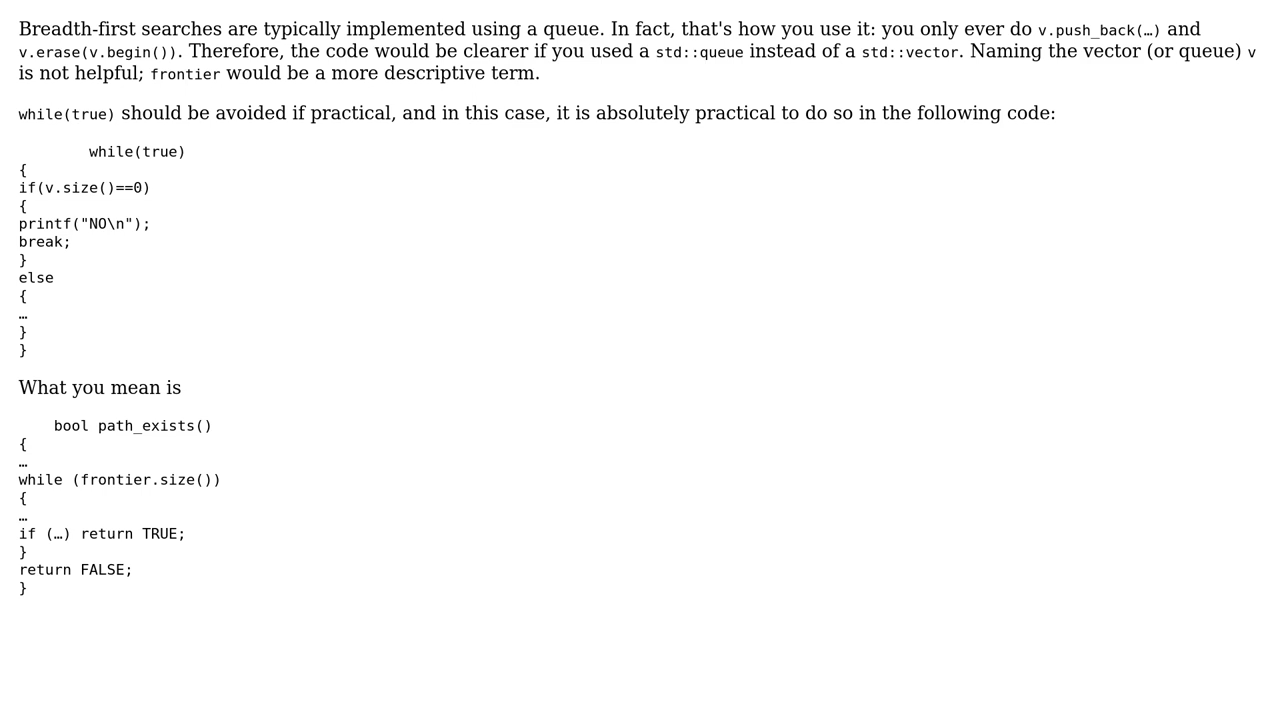 Breadth-first searches are typically implemented using a queue. In fact, that's how you use it: you only ever do v.push_back(…) and
v.erase(v.begin()). Therefore, the code would be clearer if you used a std::queue instead of a std::vector. Naming the vector (or queue) v
is not helpful; frontier would be a more descriptive term.
while(true) should be avoided if practical, and in this case, it is absolutely practical to do so in the following code:
while(true)
{
if(v.size()==0)
{
printf("NO\n");
break;
}
else
{
…
}
}
What you mean is
bool path_exists()
{
…
while (frontier.size())
{
…
if (…) return TRUE;
}
return FALSE;
}